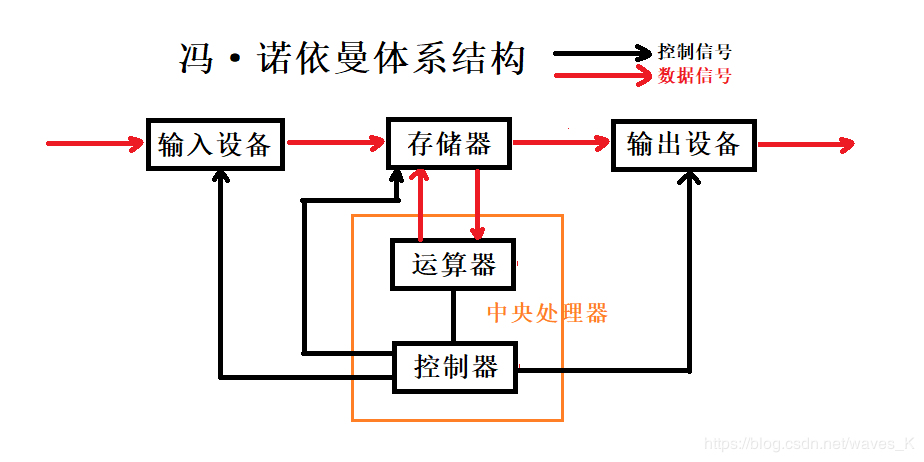 冯·诺依曼体系结构
控制信号
数据信号
输入设备
存储器
输出设备
运算器
中央处理器
控制器
https://blog.csdn.net/waves_K